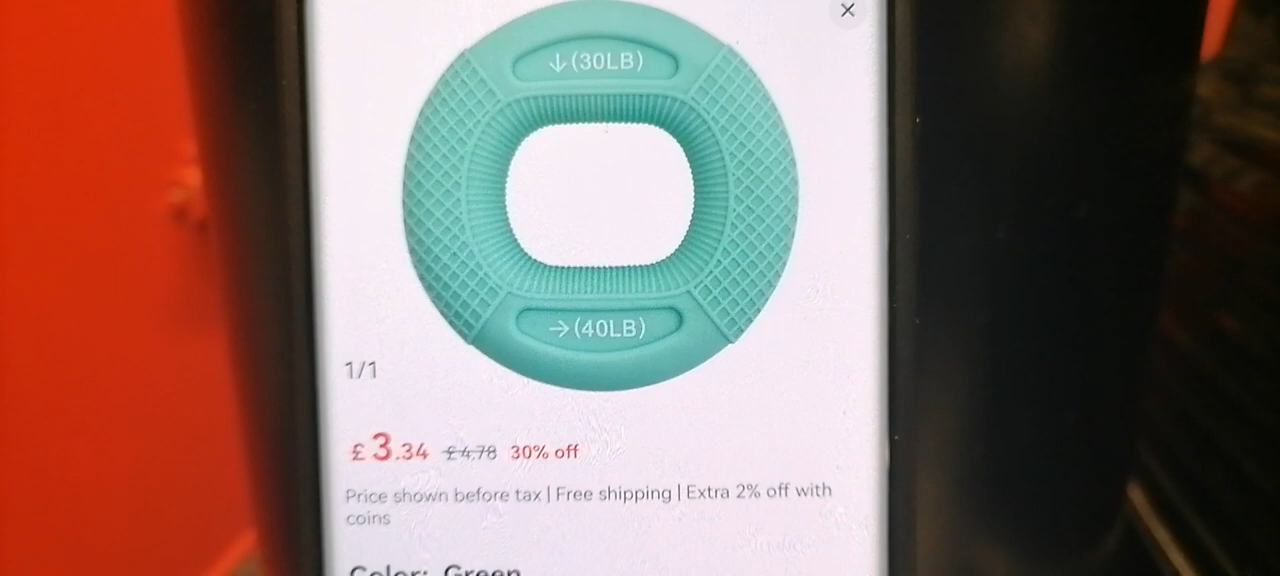 ↓(30LB)
→(40LB)
1/1
£3.34 £4.78 30% off
Price shown before tax | Free shipping | Extra 2% off with
coins
Color: Green